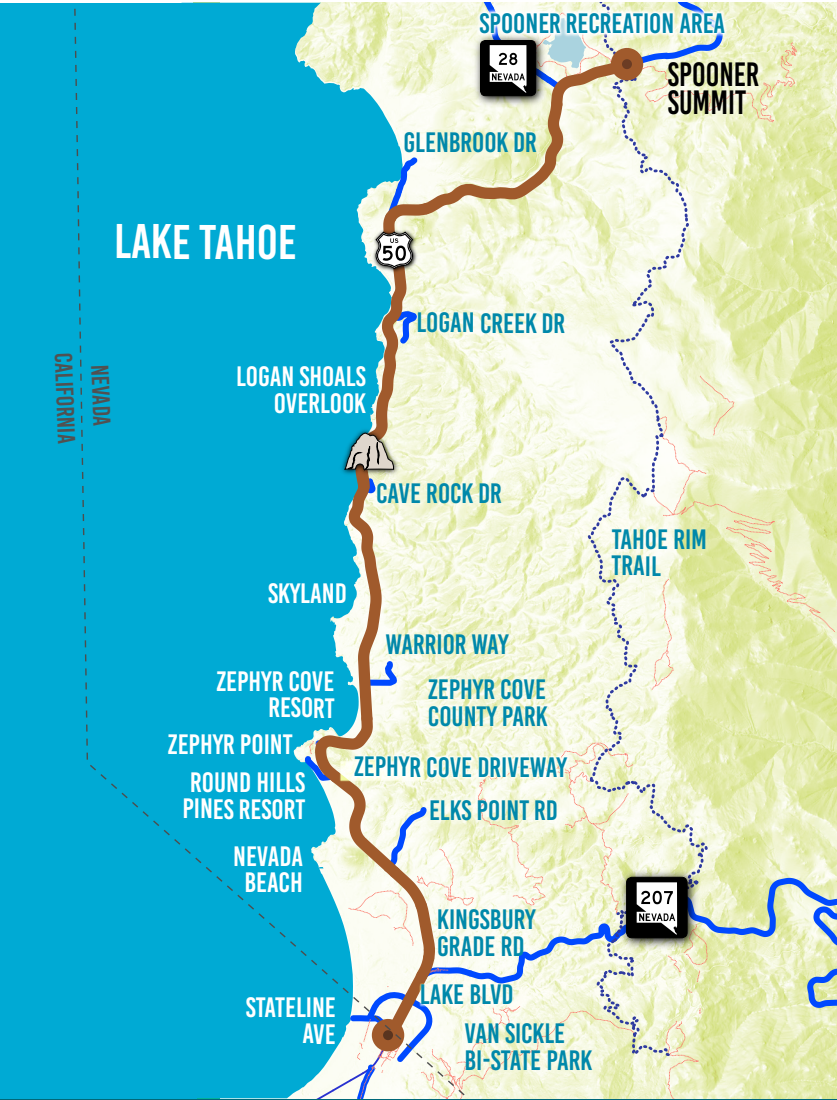 SPOONER RECREATION AREA
28
NEVADA
SPOONER
SUMMIT
GLENBROOK DR
LAKE TAHOE
US
50
LOGAN CREEK DR
NEVADA
CALIFORNIA
LOGAN SHOALS
OVERLOOK
CAVE ROCK DR
TAHOE RIM
TRAIL
SKYLAND
WARRIOR WAY
ZEPHYR COVE
RESORT
ZEPHYR COVE
COUNTY PARK
ZEPHYR POINT
ZEPHYR COVE DRIVEWAY
ROUND HILLS
PINES RESORT
ELKS POINT RD
NEVADA
BEACH
207
NEVADA
KINGSBURY
GRADE RD
LAKE BLVD
STATELINE
AVE
VAN SICKLE
BI-STATE PARK